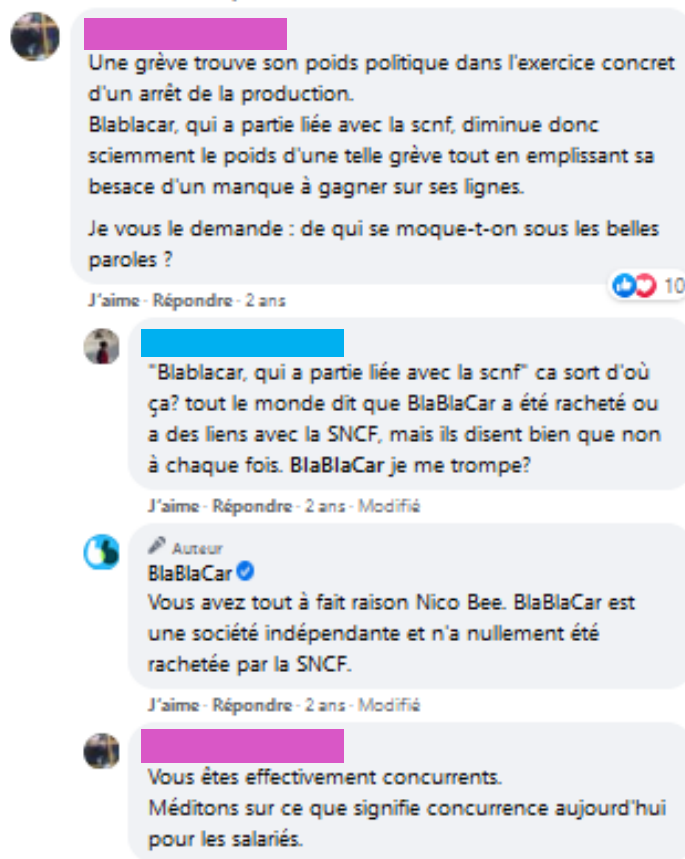 Une grève trouve son poids politique dans l'exercice concret
d'un arrêt de la production.
Blablacar, qui a partie liée avec la scnf, diminue donc
sciemment le poids d'une telle grève tout en emplissant sa
besace d'un manque à gagner sur ses lignes.
Je vous le demande : de qui se moque-t-on sous les belles
paroles ?
10
J'aime · Répondre · 2 ans
"Blablacar, qui a partie liée avec la scnf" ca sort d'où
ça? tout le monde dit que BlaBlaCar a été racheté ou
a des liens avec la SNCF, mais ils disent bien que non
à chaque fois. BlaBlaCar je me trompe?
J'aime · Répondre · 2 ans · Modifié
Auteur
BlaBlaCar
Vous avez tout à fait raison Nico Bee. BlaBlaCar est
une société indépendante et n'a nullement été
rachetée par la SNCF.
J'aime · Répondre · 2 ans · Modifié
Vous êtes effectivement concurrents.
Méditons sur ce que signifie concurrence aujourd'hui
pour les salariés.